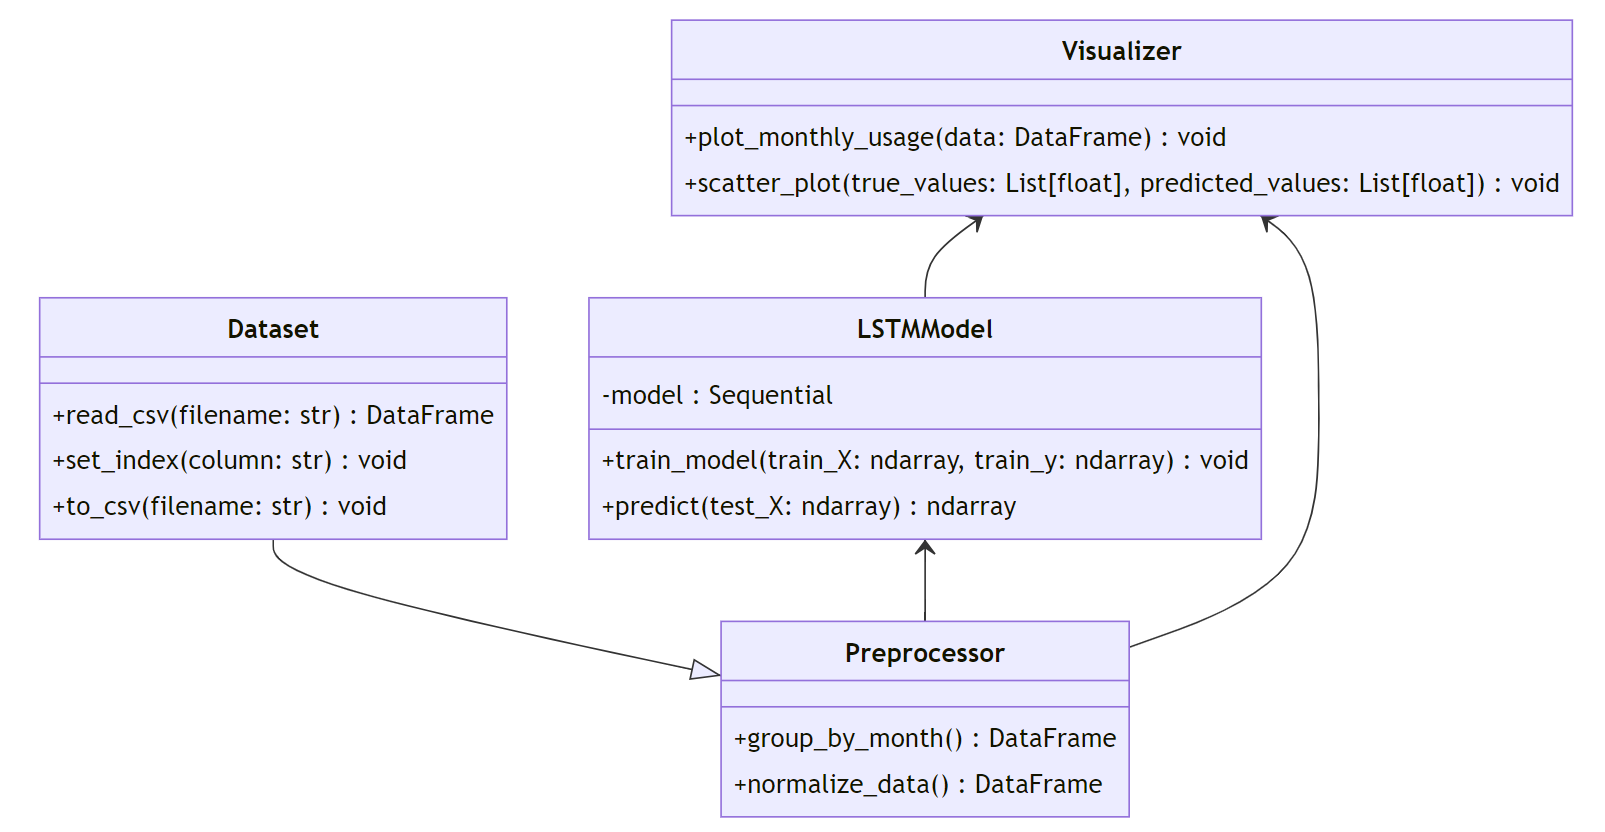 Visualizer
+plot_monthly_usage(data: DataFrame) : void
+scatter_plot(true_values: List[float], predicted_values: List[float]) : void
Dataset
+read_csv(filename: str) : DataFrame
+set_index(column: str) : void
+to_csv(filename: str) : void
LSTMModel
-model : Sequential
+train_model(train_X: ndarray, train_y: ndarray) : void
+predict(test_X: ndarray) : ndarray
Preprocessor
+group_by_month() : DataFrame
+normalize_data() : DataFrame